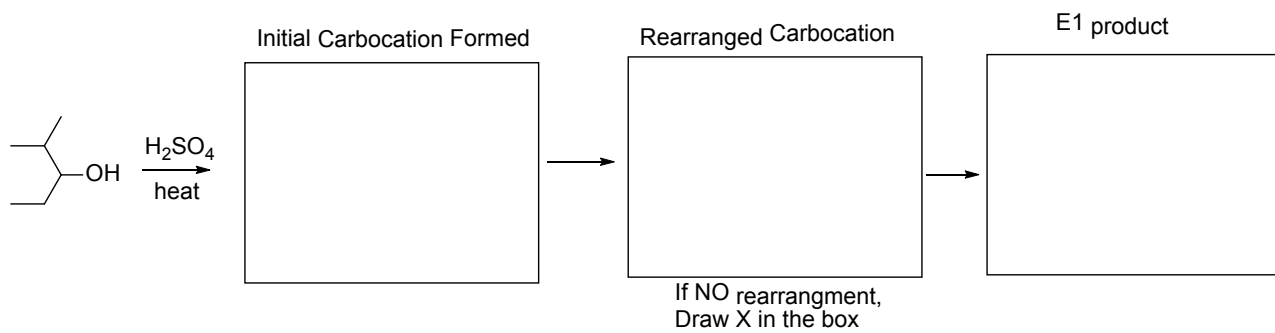 Initial Carbocation Formed
Rearranged Carbocation
E1 product
OH
H2SO4
heat
If NO rearrangment,
Draw X in the box